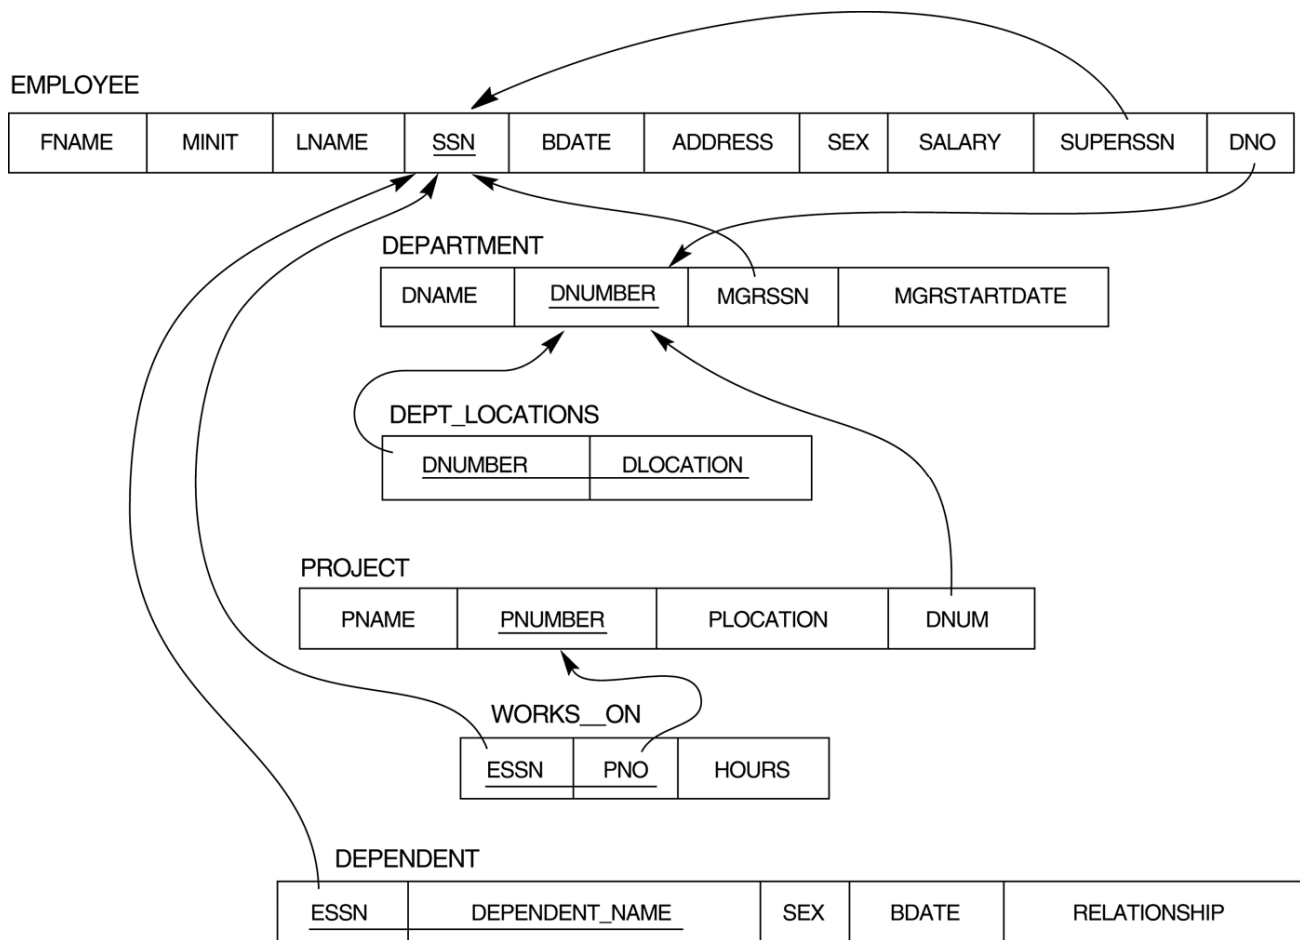 EMPLOYEE
FNAME MINIT LNAME SSN BDATE ADDRESS SEX SALARY SUPERSSN DNO
DEPARTMENT
DNAME DNUMBER MGRSSN MGRSTARTDATE
DEPT_LOCATIONS
DNUMBER DLOCATION
PROJECT
PNAME PNUMBER PLOCATION DNUM
WORKS__ON
ESSN PNO HOURS
DEPENDENT
ESSN DEPENDENT_NAME SEX BDATE RELATIONSHIP